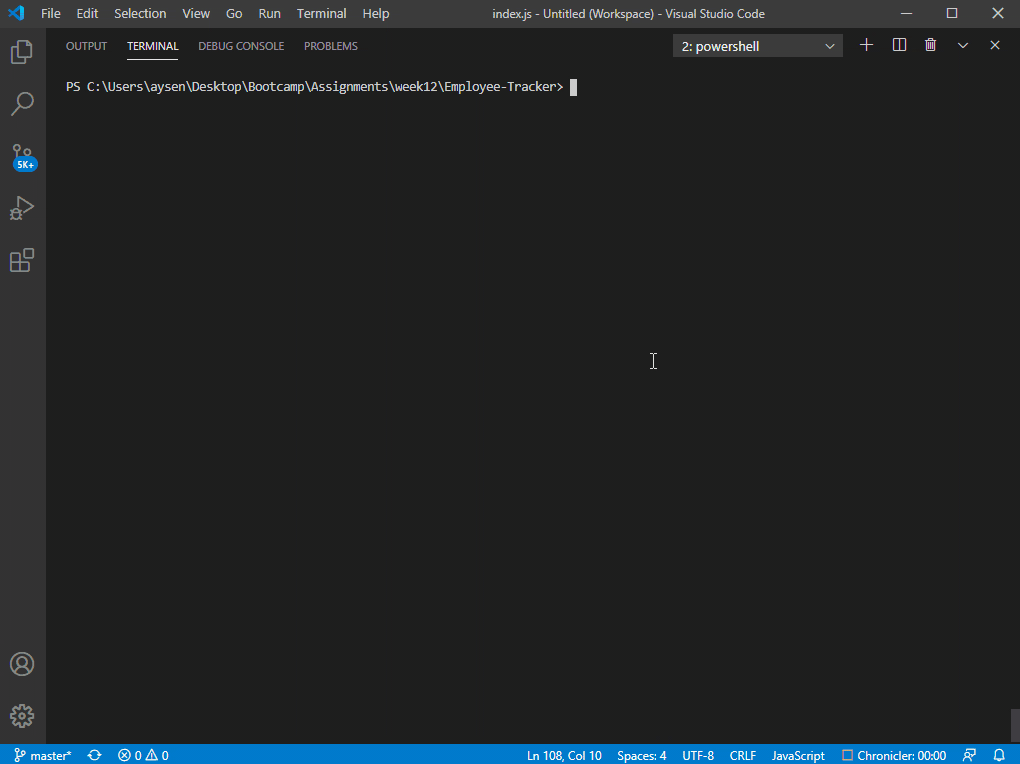 File Edit Selection View Go Run Terminal Help index.js - Untitled (Workspace) - Visual Studio Code
OUTPUT TERMINAL DEBUG CONSOLE PROBLEMS 2: powershell
PS C:\Users\aysen\Desktop\Bootcamp\Assignments\week12\Employee-Tracker>
5K+
master* 0 0 Ln 108, Col 10 Spaces: 4 UTF-8 CRLF JavaScript Chronicler: 00:00